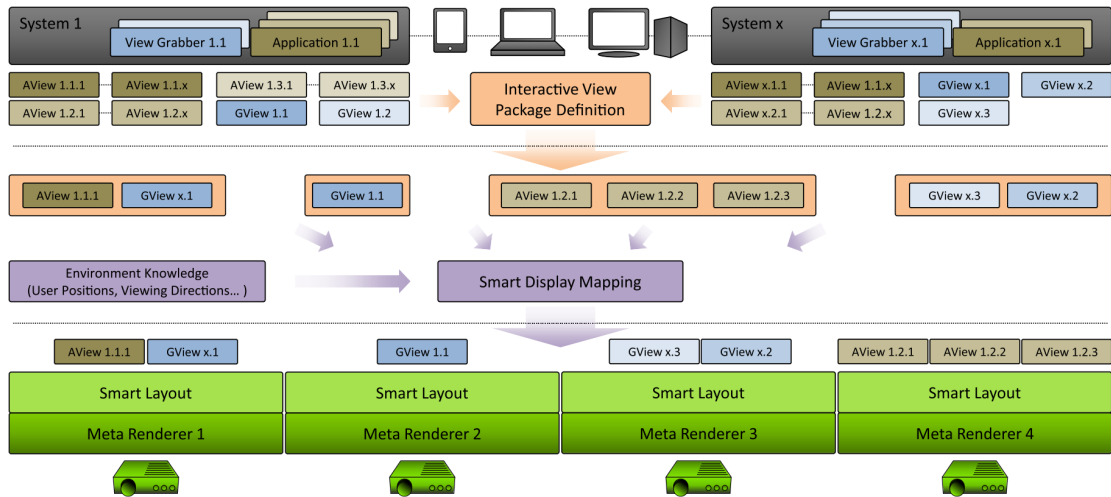 System 1
View Grabber 1.1
Application 1.1
System x
View Grabber x.1
Application x.1
AView 1.1.1
AView 1.1.x
AView 1.3.1
AView 1.3.x
AView 1.2.1
AView 1.2.x
GView 1.1
GView 1.2
Interactive View
Package Definition
AView x.1.1
AView 1.1.x
GView x.1
GView x.2
AView x.2.1
AView 1.2.x
GView x.3
AView 1.1.1
GView x.1
GView 1.1
AView 1.2.1
AView 1.2.2
AView 1.2.3
GView x.3
GView x.2
Environment Knowledge
(User Positions, Viewing Directions... )
Smart Display Mapping
AView 1.1.1
GView x.1
GView 1.1
GView x.3
GView x.2
AView 1.2.1
AView 1.2.2
AView 1.2.3
Smart Layout
Smart Layout
Smart Layout
Smart Layout
Meta Renderer 1
Meta Renderer 2
Meta Renderer 3
Meta Renderer 4